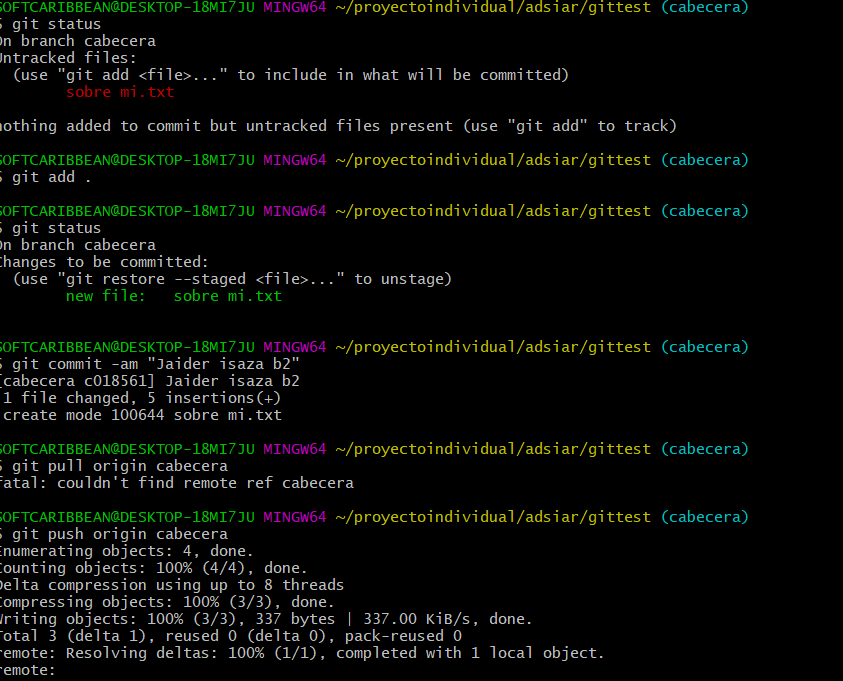 SOFTCARIBBEAN@DESKTOP-18MI7JU MINGW64 ~/proyectoindividual/adsiar/gittest (cabecera)
$ git status
On branch cabecera
Untracked files:
  (use "git add <file>..." to include in what will be committed)
        sobre mi.txt

nothing added to commit but untracked files present (use "git add" to track)

SOFTCARIBBEAN@DESKTOP-18MI7JU MINGW64 ~/proyectoindividual/adsiar/gittest (cabecera)
$ git add .

SOFTCARIBBEAN@DESKTOP-18MI7JU MINGW64 ~/proyectoindividual/adsiar/gittest (cabecera)
$ git status
On branch cabecera
Changes to be committed:
  (use "git restore --staged <file>..." to unstage)
        new file:   sobre mi.txt


SOFTCARIBBEAN@DESKTOP-18MI7JU MINGW64 ~/proyectoindividual/adsiar/gittest (cabecera)
$ git commit -am "Jaider isaza b2"
[cabecera c018561] Jaider isaza b2
 1 file changed, 5 insertions(+)
 create mode 100644 sobre mi.txt

SOFTCARIBBEAN@DESKTOP-18MI7JU MINGW64 ~/proyectoindividual/adsiar/gittest (cabecera)
$ git pull origin cabecera
fatal: couldn't find remote ref cabecera

SOFTCARIBBEAN@DESKTOP-18MI7JU MINGW64 ~/proyectoindividual/adsiar/gittest (cabecera)
$ git push origin cabecera
Enumerating objects: 4, done.
Counting objects: 100% (4/4), done.
Delta compression using up to 8 threads
Compressing objects: 100% (3/3), done.
Writing objects: 100% (3/3), 337 bytes | 337.00 KiB/s, done.
Total 3 (delta 1), reused 0 (delta 0), pack-reused 0
remote: Resolving deltas: 100% (1/1), completed with 1 local object.
remote: